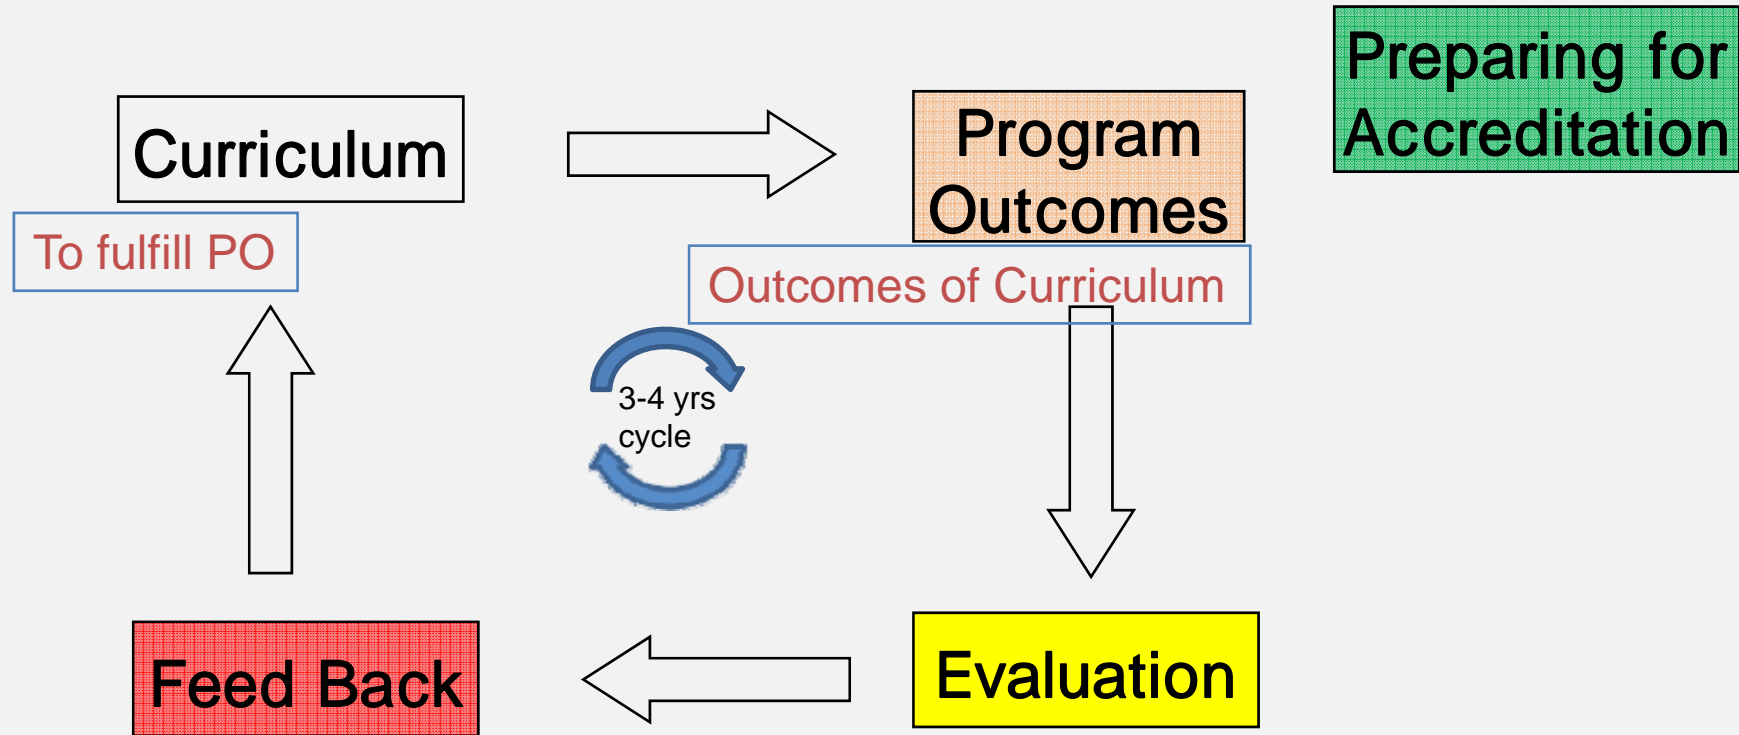 Preparing for
Accreditation
Curriculum
Program
Outcomes
To fulfill PO
Outcomes of Curriculum
3-4 yrs
cycle
Feed Back
Evaluation